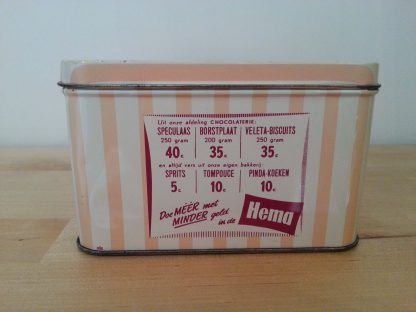 Uit onze afdeling CHOCOLATERIE:
SPECULAAS BORSTPLAAT VELETA-BISCUITS
250 gram 200 gram 250 gram
40c 35c 35c
en altijd vers uit onze eigen bakkerij:
SPRITS TOMPOUCE PINDA-KOEKEN
5c 10c 10c
Doe MÉÉR met
MINDER geld
in de Hema